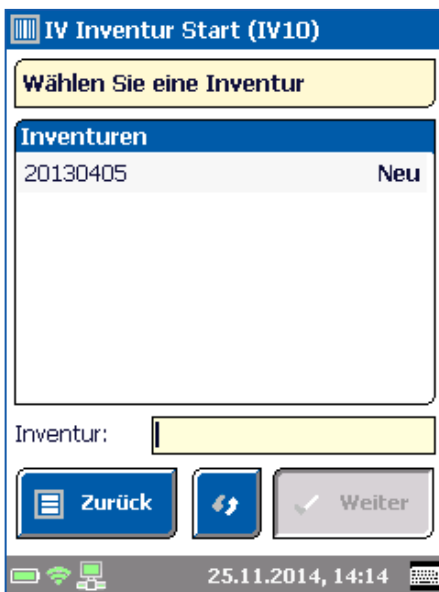 IV Inventur Start (IV10)
Wählen Sie eine Inventur
Inventuren
20130405 Neu
Inventur:
Zurück Weiter
25.11.2014, 14:14